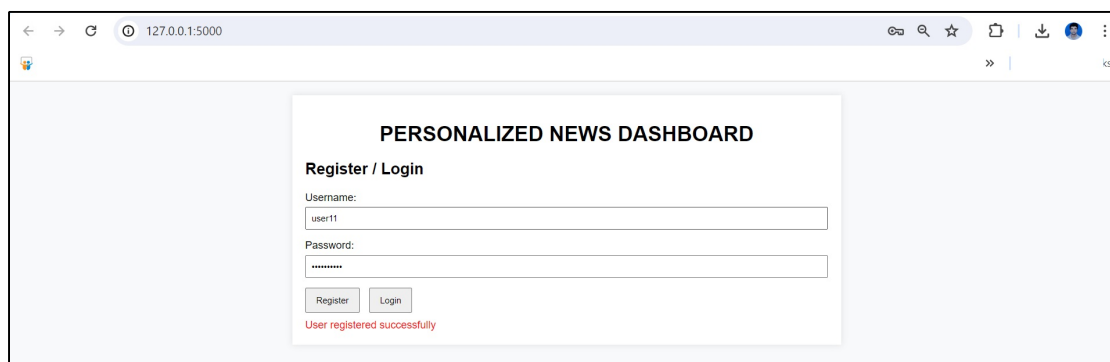 127.0.0.1:5000
PERSONALIZED NEWS DASHBOARD
Register / Login
Username:
user11
Password:
Register Login
User registered successfully